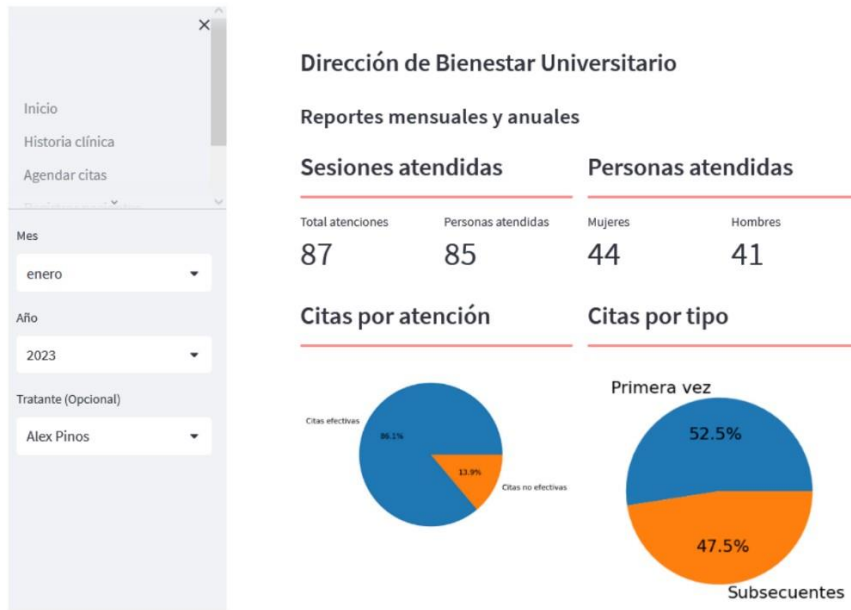 ×
Inicio
Historia clínica
Agendar citas
Mes
enero
Año
2023
Tratante (Opcional)
Alex Pinos
Dirección de Bienestar Universitario
Reportes mensuales y anuales
Sesiones atendidas
Total atenciones
Personas atendidas
87
85
Personas atendidas
Mujeres
Hombres
44
41
Citas por atención
Citas efectivas
86.1%
13.9%
Citas no efectivas
Citas por tipo
Primera vez
52.5%
47.5%
Subsecuentes